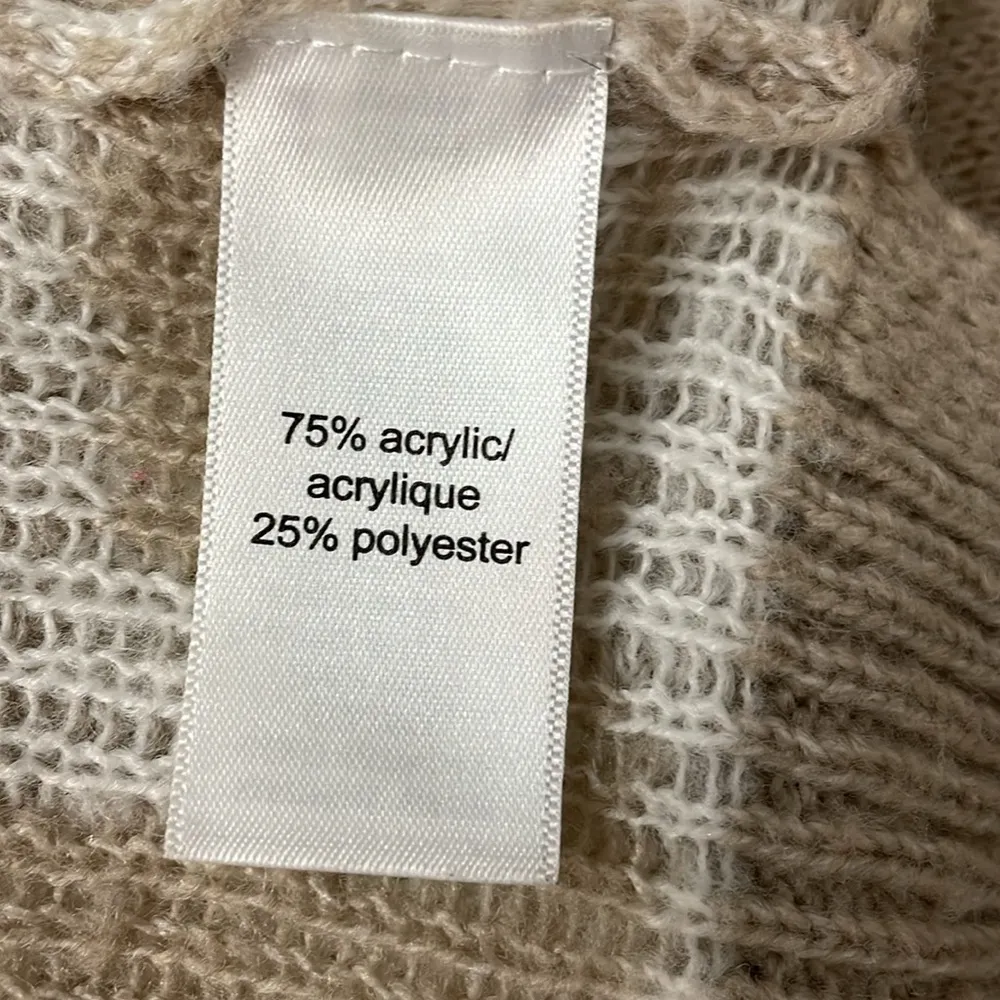 75% acrylic/
acrylique
25% polyester